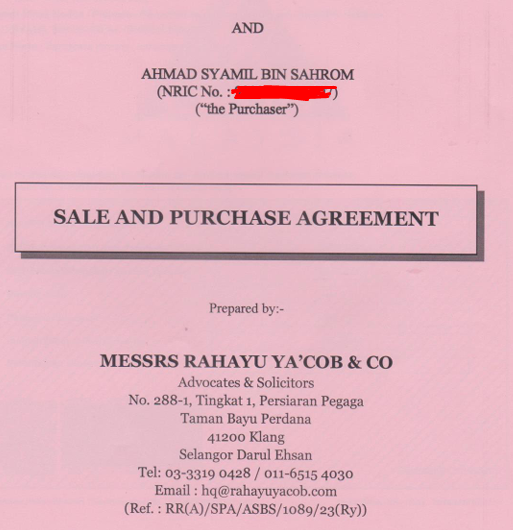 AND
AHMAD SYAMIL BIN SAHROM
(NRIC No. :
("the Purchaser")
SALE AND PURCHASE AGREEMENT
Prepared by:-
MESSRS RAHAYU YA'COB & CO
Advocates & Solicitors
No. 288-1, Tingkat 1, Persiaran Pegaga
Taman Bayu Perdana
41200 Klang
Selangor Darul Ehsan
Tel: 03-3319 0428 / 011-6515 4030
Email : hq@rahayuyacob.com
(Ref. : RR(A)/SPA/ASBS/1089/23(Ry))